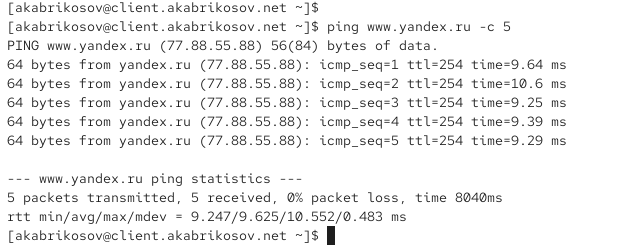 [akabrikosov@client.akabrikosov.net ~]$
[akabrikosov@client.akabrikosov.net ~]$ ping www.yandex.ru -c 5
PING www.yandex.ru (77.88.55.88) 56(84) bytes of data.
64 bytes from yandex.ru (77.88.55.88): icmp_seq=1 ttl=254 time=9.64 ms
64 bytes from yandex.ru (77.88.55.88): icmp_seq=2 ttl=254 time=10.6 ms
64 bytes from yandex.ru (77.88.55.88): icmp_seq=3 ttl=254 time=9.25 ms
64 bytes from yandex.ru (77.88.55.88): icmp_seq=4 ttl=254 time=9.39 ms
64 bytes from yandex.ru (77.88.55.88): icmp_seq=5 ttl=254 time=9.29 ms

--- www.yandex.ru ping statistics ---
5 packets transmitted, 5 received, 0% packet loss, time 8040ms
rtt min/avg/max/mdev = 9.247/9.625/10.552/0.483 ms
[akabrikosov@client.akabrikosov.net ~]$